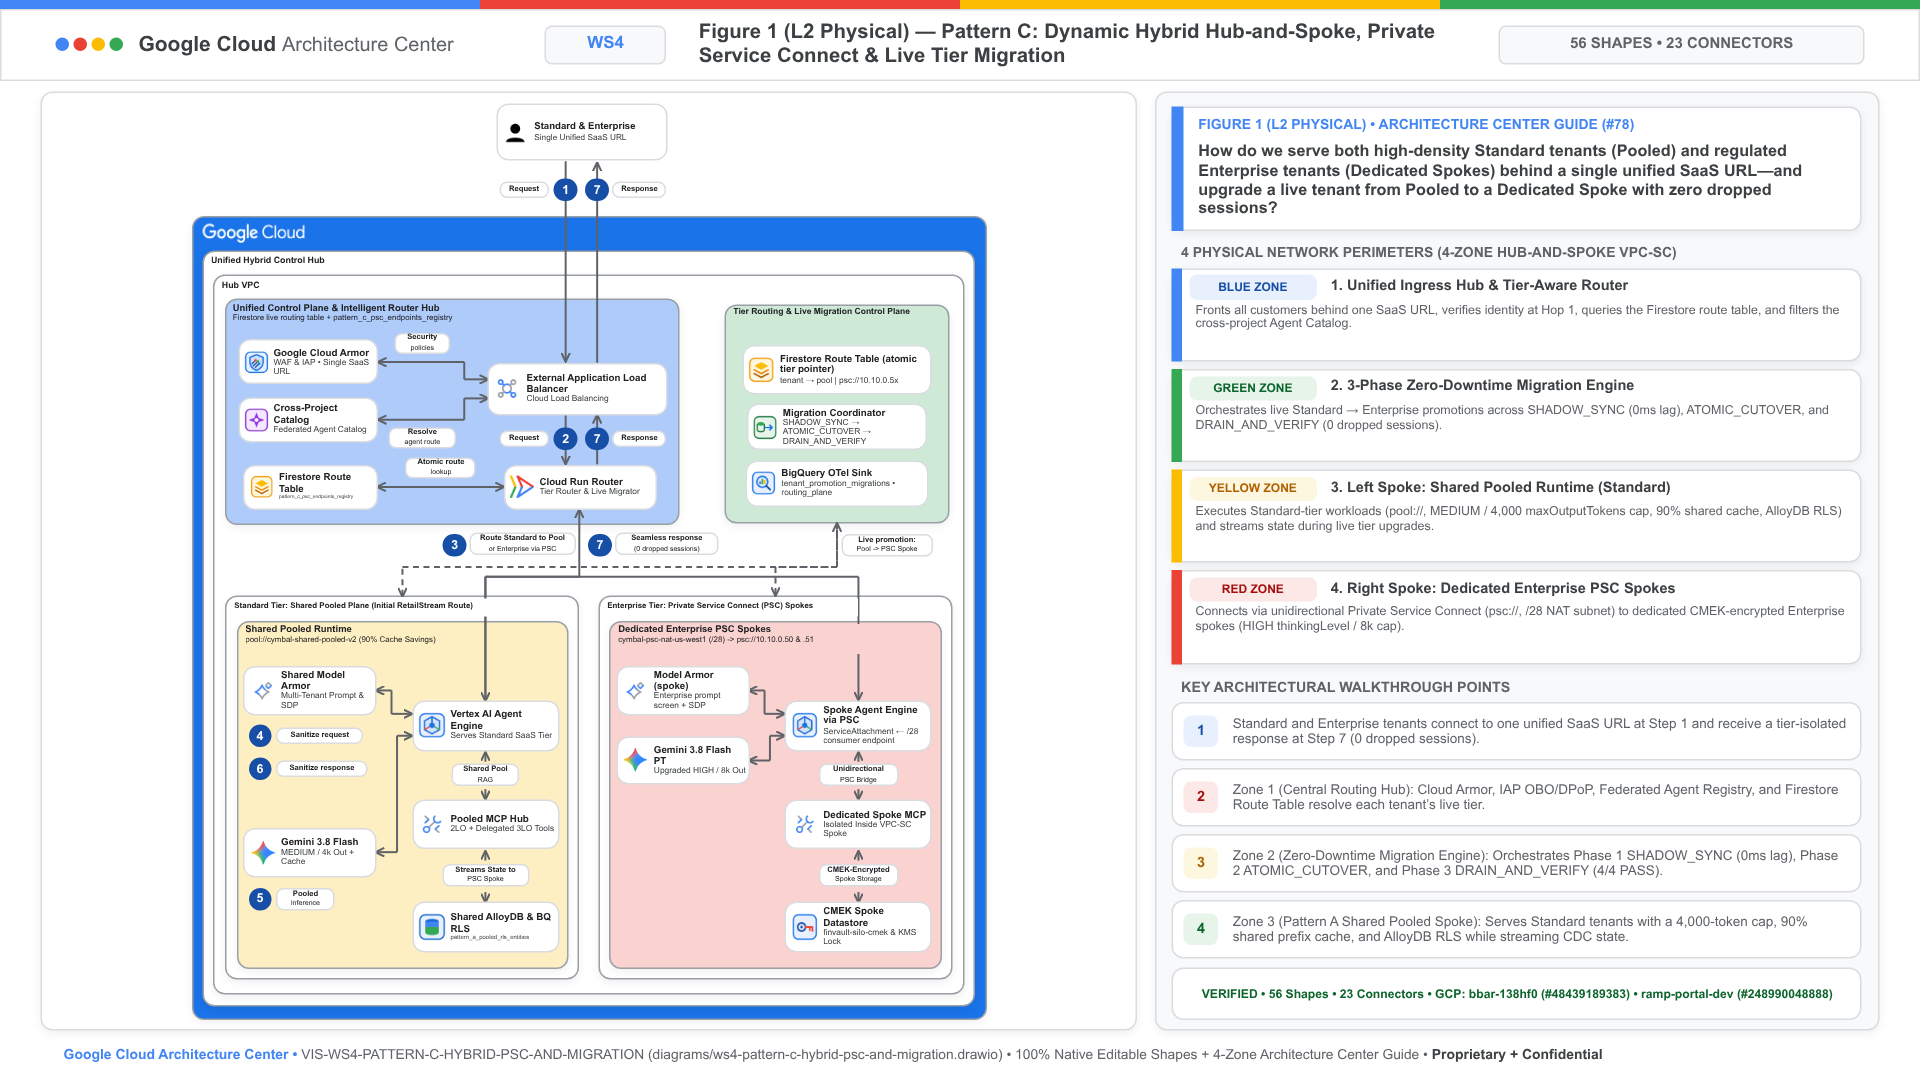 Google Cloud Architecture Center
WS4
Figure 1 (L2 Physical) — Pattern C: Dynamic Hybrid Hub-and-Spoke, Private
Service Connect & Live Tier Migration
56 SHAPES • 23 CONNECTORS
Standard & Enterprise
Single Unified SaaS URL
Request
1
7
Response
Google Cloud
Unified Hybrid Control Hub
Hub VPC
Unified Control Plane & Intelligent Router Hub
Firestore live routing table + pattern_c_psc_endpoints_registry
Security
policies
Google Cloud Armor
WAF & IAP • Single SaaS
URL
External Application Load
Balancer
Cloud Load Balancing
Cross-Project
Catalog
Federated Agent Catalog
Resolve
agent route
Request
2
7
Response
Atomic route
lookup
Firestore Route
Table
pattern_c_psc_endpoints_registry
Cloud Run Router
Tier Router & Live Migrator
Tier Routing & Live Migration Control Plane
Firestore Route Table (atomic
tier pointer)
tenant → pool | psc://10.10.0.5x
Migration Coordinator
SHADOW_SYNC →
ATOMIC_CUTOVER →
DRAIN_AND_VERIFY
BigQuery OTel Sink
tenant_promotion_migrations •
routing_plane
3
Route Standard to Pool
or Enterprise via PSC
7
Seamless response
(0 dropped sessions)
Live promotion:
Pool -> PSC Spoke
Standard Tier: Shared Pooled Plane (Initial RetailStream Route)
Shared Pooled Runtime
pool://cymbal-shared-pooled-v2 (90% Cache Savings)
Shared Model
Armor
Multi-Tenant Prompt &
SDP
Vertex AI Agent
Engine
Serves Standard SaaS Tier
4
Sanitize request
6
Sanitize response
Shared Pool
RAG
Pooled MCP Hub
2LO + Delegated 3LO Tools
Gemini 3.8 Flash
MEDIUM / 4k Out +
Cache
Streams State to
PSC Spoke
5
Pooled
inference
Shared AlloyDB & BQ
RLS
pattern_a_pooled_rls_entities
Enterprise Tier: Private Service Connect (PSC) Spokes
Dedicated Enterprise PSC Spokes
cymbal-psc-nat-us-west1 (/28) -> psc://10.10.0.50 & .51
Model Armor
(spoke)
Enterprise prompt
screen + SDP
Spoke Agent Engine
via PSC
ServiceAttachment ← /28
consumer endpoint
Gemini 3.8 Flash
PT
Upgraded HIGH / 8k Out
Unidirectional
PSC Bridge
Dedicated Spoke MCP
Isolated Inside VPC-SC
Spoke
CMEK-Encrypted
Spoke Storage
CMEK Spoke
Datastore
finvault-silo-cmek & KMS
Lock
FIGURE 1 (L2 PHYSICAL) • ARCHITECTURE CENTER GUIDE (#78)
How do we serve both high-density Standard tenants (Pooled) and regulated
Enterprise tenants (Dedicated Spokes) behind a single unified SaaS URL—and
upgrade a live tenant from Pooled to a Dedicated Spoke with zero dropped
sessions?
4 PHYSICAL NETWORK PERIMETERS (4-ZONE HUB-AND-SPOKE VPC-SC)
BLUE ZONE
1. Unified Ingress Hub & Tier-Aware Router
Fronts all customers behind one SaaS URL, verifies identity at Hop 1, queries the Firestore route table, and filters the
cross-project Agent Catalog.
GREEN ZONE
2. 3-Phase Zero-Downtime Migration Engine
Orchestrates live Standard → Enterprise promotions across SHADOW_SYNC (0ms lag), ATOMIC_CUTOVER, and
DRAIN_AND_VERIFY (0 dropped sessions).
YELLOW ZONE
3. Left Spoke: Shared Pooled Runtime (Standard)
Executes Standard-tier workloads (pool://, MEDIUM / 4,000 maxOutputTokens cap, 90% shared cache, AlloyDB RLS)
and streams state during live tier upgrades.
RED ZONE
4. Right Spoke: Dedicated Enterprise PSC Spokes
Connects via unidirectional Private Service Connect (psc://, /28 NAT subnet) to dedicated CMEK-encrypted Enterprise
spokes (HIGH thinkingLevel / 8k cap).
KEY ARCHITECTURAL WALKTHROUGH POINTS
1
Standard and Enterprise tenants connect to one unified SaaS URL at Step 1 and receive a tier-isolated
response at Step 7 (0 dropped sessions).
2
Zone 1 (Central Routing Hub): Cloud Armor, IAP OBO/DPoP, Federated Agent Registry, and Firestore
Route Table resolve each tenant's live tier.
3
Zone 2 (Zero-Downtime Migration Engine): Orchestrates Phase 1 SHADOW_SYNC (0ms lag), Phase
2 ATOMIC_CUTOVER, and Phase 3 DRAIN_AND_VERIFY (4/4 PASS).
4
Zone 3 (Pattern A Shared Pooled Spoke): Serves Standard tenants with a 4,000-token cap, 90%
shared prefix cache, and AlloyDB RLS while streaming CDC state.
VERIFIED • 56 Shapes • 23 Connectors • GCP: bbar-138hf0 (#48439189383) • ramp-portal-dev (#248990048888)
Google Cloud Architecture Center • VIS-WS4-PATTERN-C-HYBRID-PSC-AND-MIGRATION (diagrams/ws4-pattern-c-hybrid-psc-and-migration.drawio) • 100% Native Editable Shapes + 4-Zone Architecture Center Guide • Proprietary + Confidential